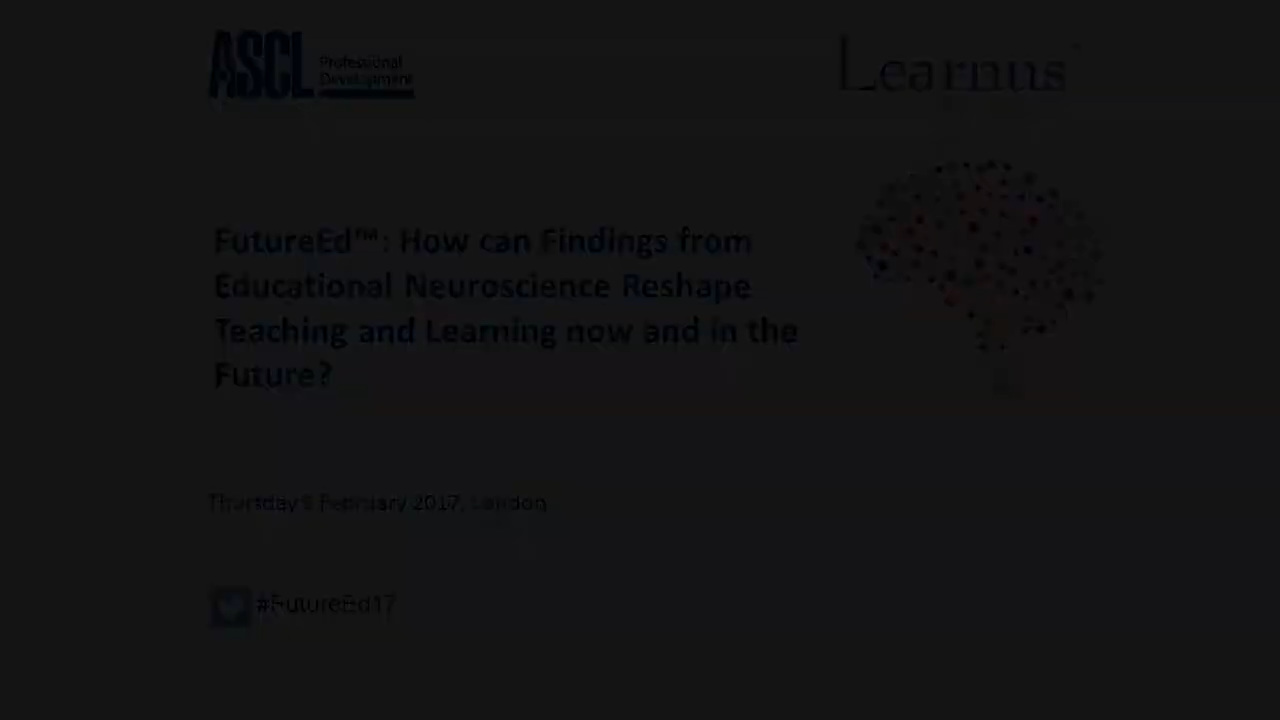 ASCL
Professional
Development
Learnus
FutureEd™: How can Findings from
Educational Neuroscience Reshape
Teaching and Learning now and in the
Future?
Thursday 9 February 2017, London
#FutureEd17